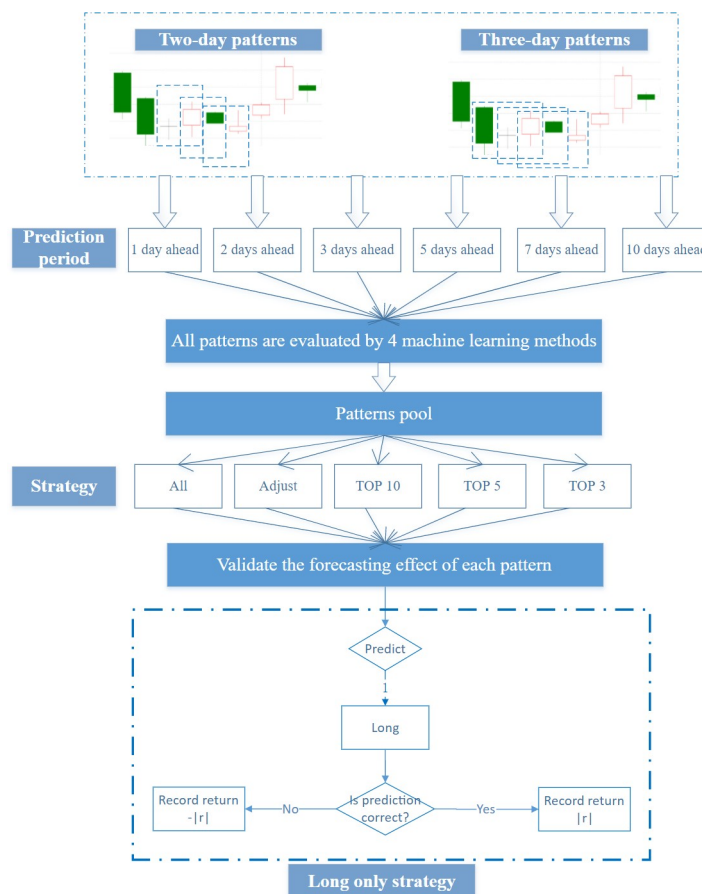 Two-day patterns
Three-day patterns
Prediction
period
1 day ahead
2 days ahead
3 days ahead
5 days ahead
7 days ahead
10 days ahead
All patterns are evaluated by 4 machine learning methods
Patterns pool
Strategy
All
Adjust
TOP 10
TOP 5
TOP 3
Validate the forecasting effect of each pattern
Predict
1
Long
Record return
-|r|
No
Is prediction
correct?
Yes
Record return
|r|
Long only strategy